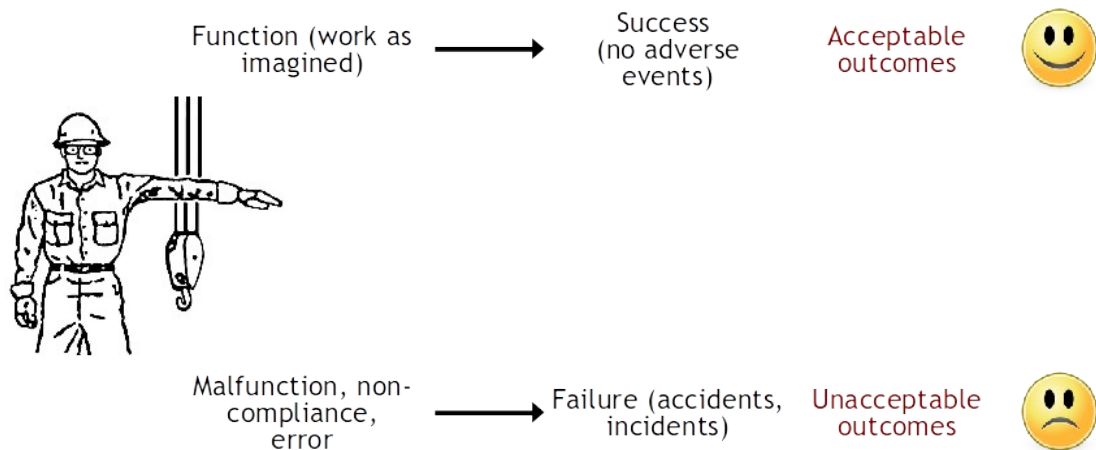 Function (work as
imagined)
Success
(no adverse
events)
Acceptable
outcomes
Malfunction, non-
compliance,
error
Failure (accidents,
incidents)
Unacceptable
outcomes